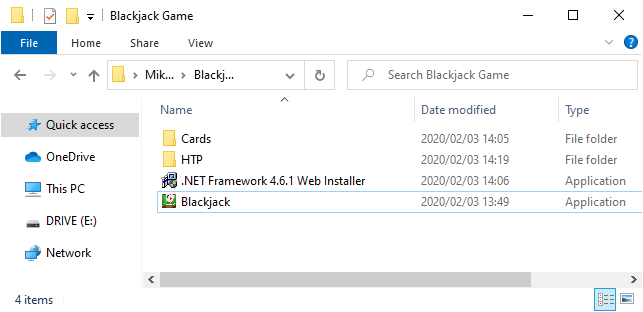 Blackjack Game
File Home Share View
Mik... Blackj... Search Blackjack Game
Name Date modified Type
Quick access
OneDrive
This PC
DRIVE (E:)
Network
Cards 2020/02/03 14:05 File folder
HTP 2020/02/03 14:19 File folder
.NET Framework 4.6.1 Web Installer 2020/02/03 14:06 Application
Blackjack 2020/02/03 13:49 Application
4 items